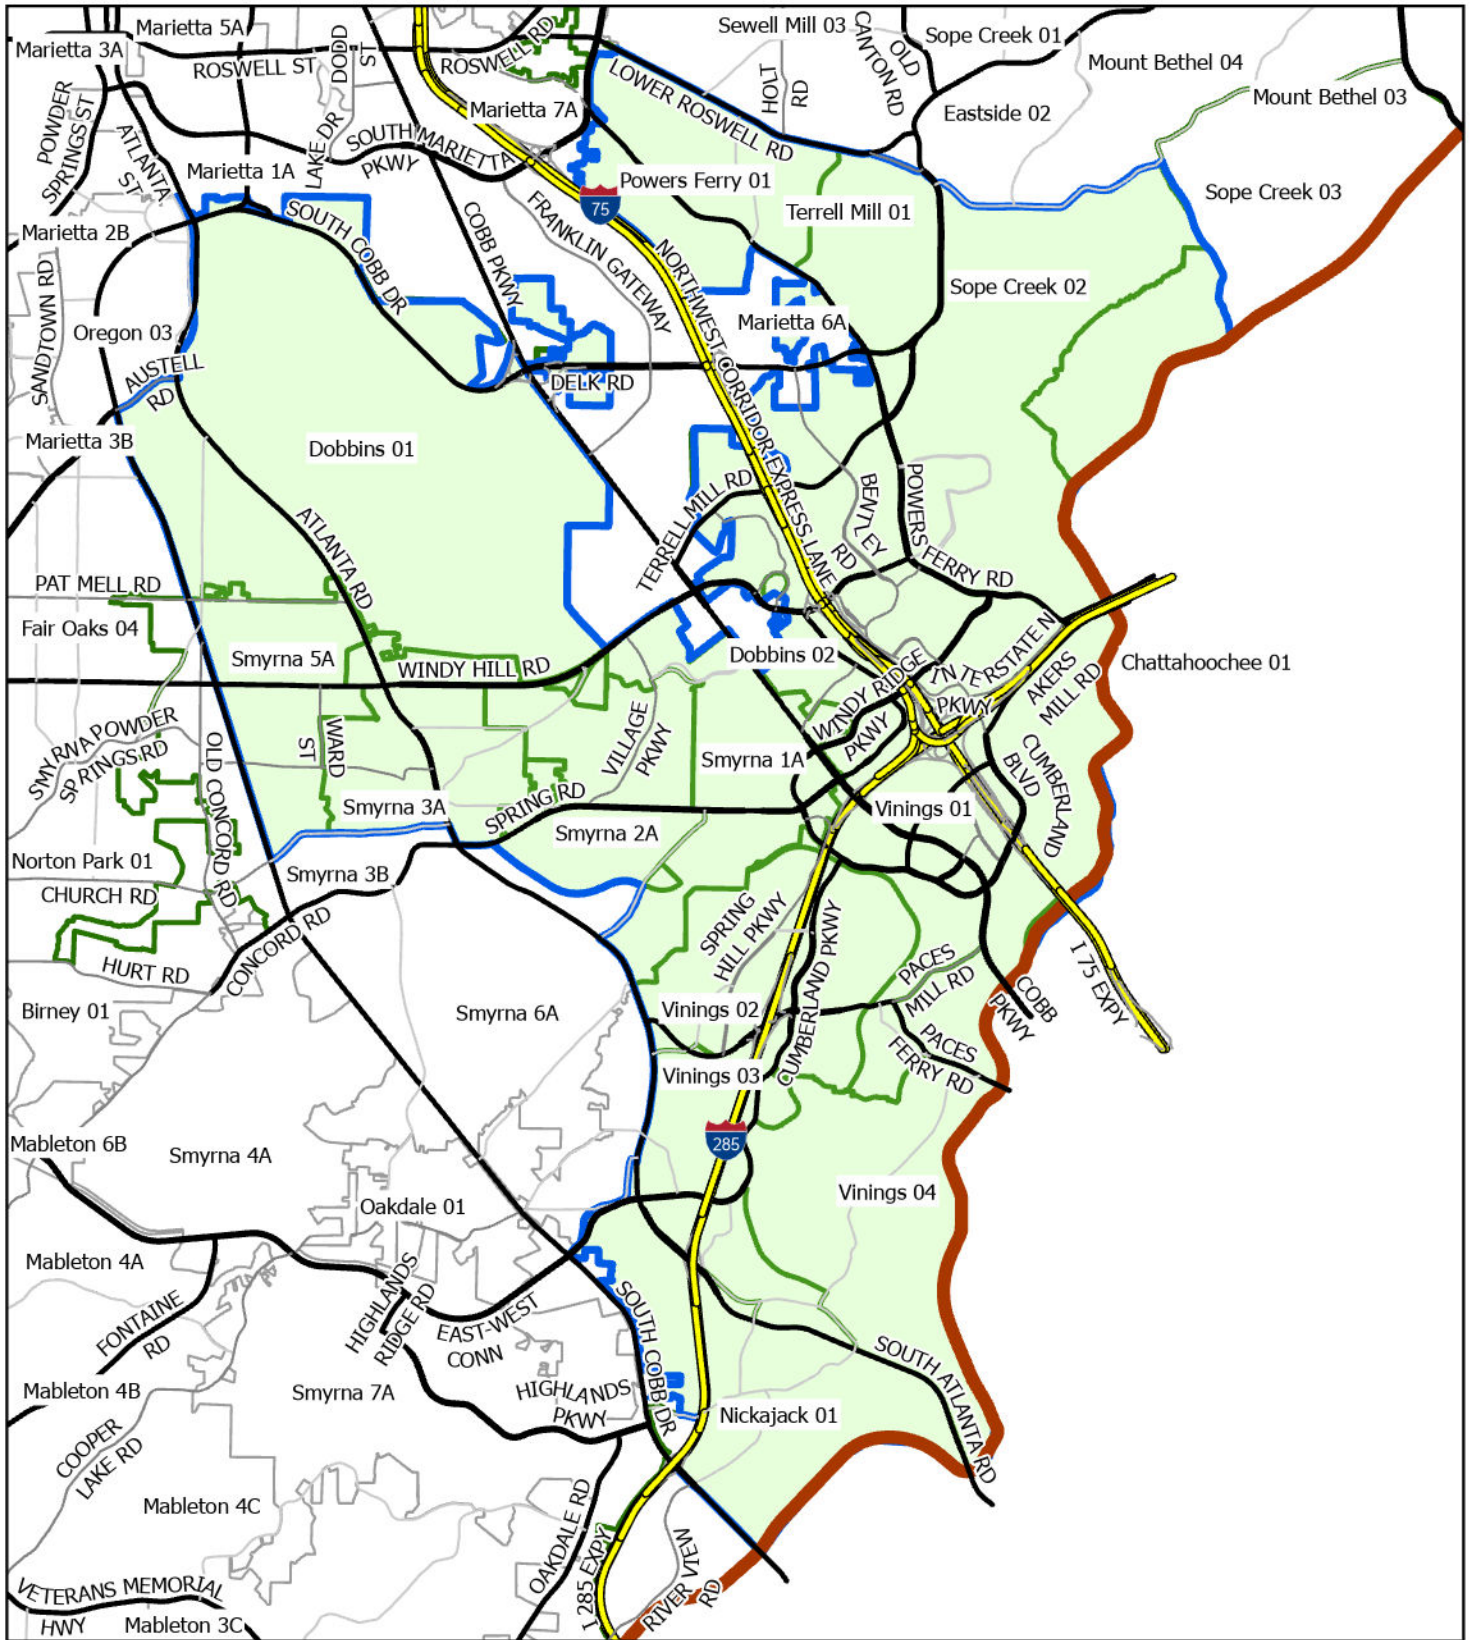 Marietta 5A
Marietta 3A
ROSWELL ST
DODD
ST
ROSWELL RD
Sewell Mill 03
OLD
CANTON RD
Sope Creek 01
Mount Bethel 04
Mount Bethel 03
Eastside 02
HOLT
RD
LOWER ROSWELL RD
Marietta 7A
POWDER
SPRINGS ST
ATLANTA
ST
LAKE DR
SOUTH MARIETTA
PKWY
Marietta 1A
Powers Ferry 01
75
Terrell Mill 01
Sope Creek 03
Marietta 2B
SOUTH COBB DR
COBB PKWY
FRANKLIN GATEWAY
NORTHWEST CORRIDOR EXPRESS LANE
Sope Creek 02
SANDTOWN RD
Oregon 03
Marietta 6A
AUSTELL
RD
DELK RD
Marietta 3B
Dobbins 01
TERRELL MILL RD
BENTLEY
RD
POWERS
FERRY RD
ATLANTA RD
PAT MELL RD
Fair Oaks 04
Smyrna 5A
WINDY HILL RD
Dobbins 02
WINDY RIDGE
PKWY
INTERSTATE N
PKWY
AKERS
MILL RD
Chattahoochee 01
SMYRNA POWDER
SPRINGS RD
OLD CONCORD RD
WARD
ST
VILLAGE
PKWY
Smyrna 1A
CUMBERLAND
BLVD
Smyrna 3A
SPRING RD
Smyrna 2A
Vinings 01
Norton Park 01
Smyrna 3B
CHURCH RD
CONCORD RD
HURT RD
SPRING
HILL PKWY
CUMBERLAND PKWY
PACES
MILL RD
COBB
PKWY
I 75 EXPY
Birney 01
Smyrna 6A
Vinings 02
PACES
FERRY RD
Vinings 03
Mableton 6B
Smyrna 4A
285
Vinings 04
Oakdale 01
Mableton 4A
FONTAINE
RD
HIGHLANDS
RIDGE RD
EAST-WEST
CONN
SOUTH COBB DR
SOUTH ATLANTA RD
Mableton 4B
Smyrna 7A
HIGHLANDS
PKWY
Nickajack 01
COOPER
LAKE RD
Mableton 4C
OAKDALE RD
I 285 EXPY
RIVER VIEW
RD
VETERANS MEMORIAL
HWY
Mableton 3C